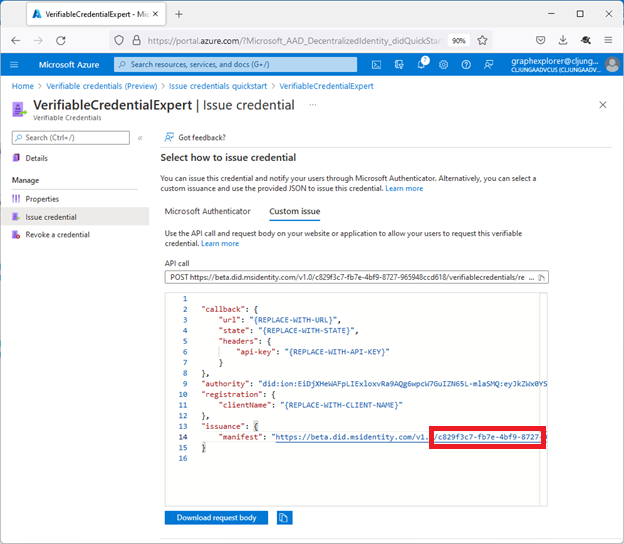 VerifiableCredentialExpert - Mic
https://portal.azure.com/?Microsoft_AAD_DecentralizedIdentity_didQuickStar
90%
Microsoft Azure
Search resources, services, and docs (G+/)
1
graphexplorer@cljung...
CLJUNGAADVCUS (CLJUNGAADV...
Home > Verifiable credentials (Preview) > Issue credentials quickstart > VerifiableCredentialExpert
VerifiableCredentialExpert | Issue credential ...
Verifiable Credentials
Search (Ctrl+/)
«
Details
Manage
Properties
Issue credential
Revoke a credential
Got feedback?
Select how to issue credential
You can issue this credential and notify your users through Microsoft Authenticator. Alternatively, you can select a
custom issuance and use the provided JSON to issue this credential. Learn more
Microsoft Authenticator
Custom issue
Use the API call and request body on your website or application to allow your users to request this verifiable
credential. Learn more
API call
POST https://beta.did.msidentity.com/v1.0/c829f3c7-fb7e-4bf9-8727-965948ccd618/verifiablecredentials/re ...
1
2 "callback": {
3 "url": "{REPLACE-WITH-URL}",
4 "state": "{REPLACE-WITH-STATE}",
5 "headers": {
6 "api-key": "{REPLACE-WITH-API-KEY}"
7 }
8 },
9 "authority": "did:ion:EiDjXHeWAFpLIExloxvRa9AQg6wpcW7GuIZN65L-mlaSMQ:eyJkZWx0YS
10 "registration": {
11 "clientName": "{REPLACE-WITH-CLIENT-NAME}"
12 },
13 "issuance": {
14 "manifest": "https://beta.did.msidentity.com/v1.0/c829f3c7-fb7e-4bf9-8727-
15 }
16
Download request body